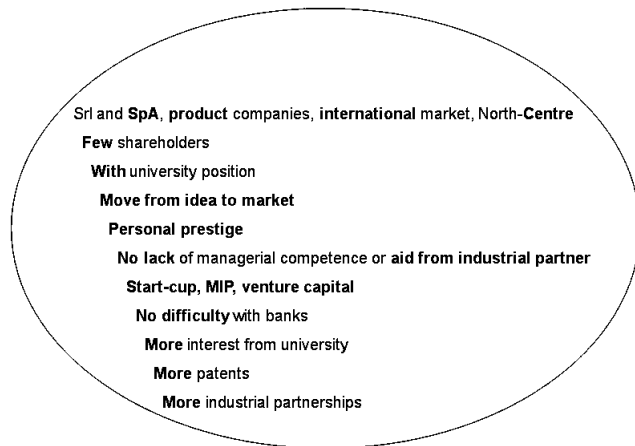 Srl and SpA, product companies, international market, North-Centre
Few shareholders
With university position
Move from idea to market
Personal prestige
No lack of managerial competence or aid from industrial partner
Start-cup, MIP, venture capital
No difficulty with banks
More interest from university
More patents
More industrial partnerships